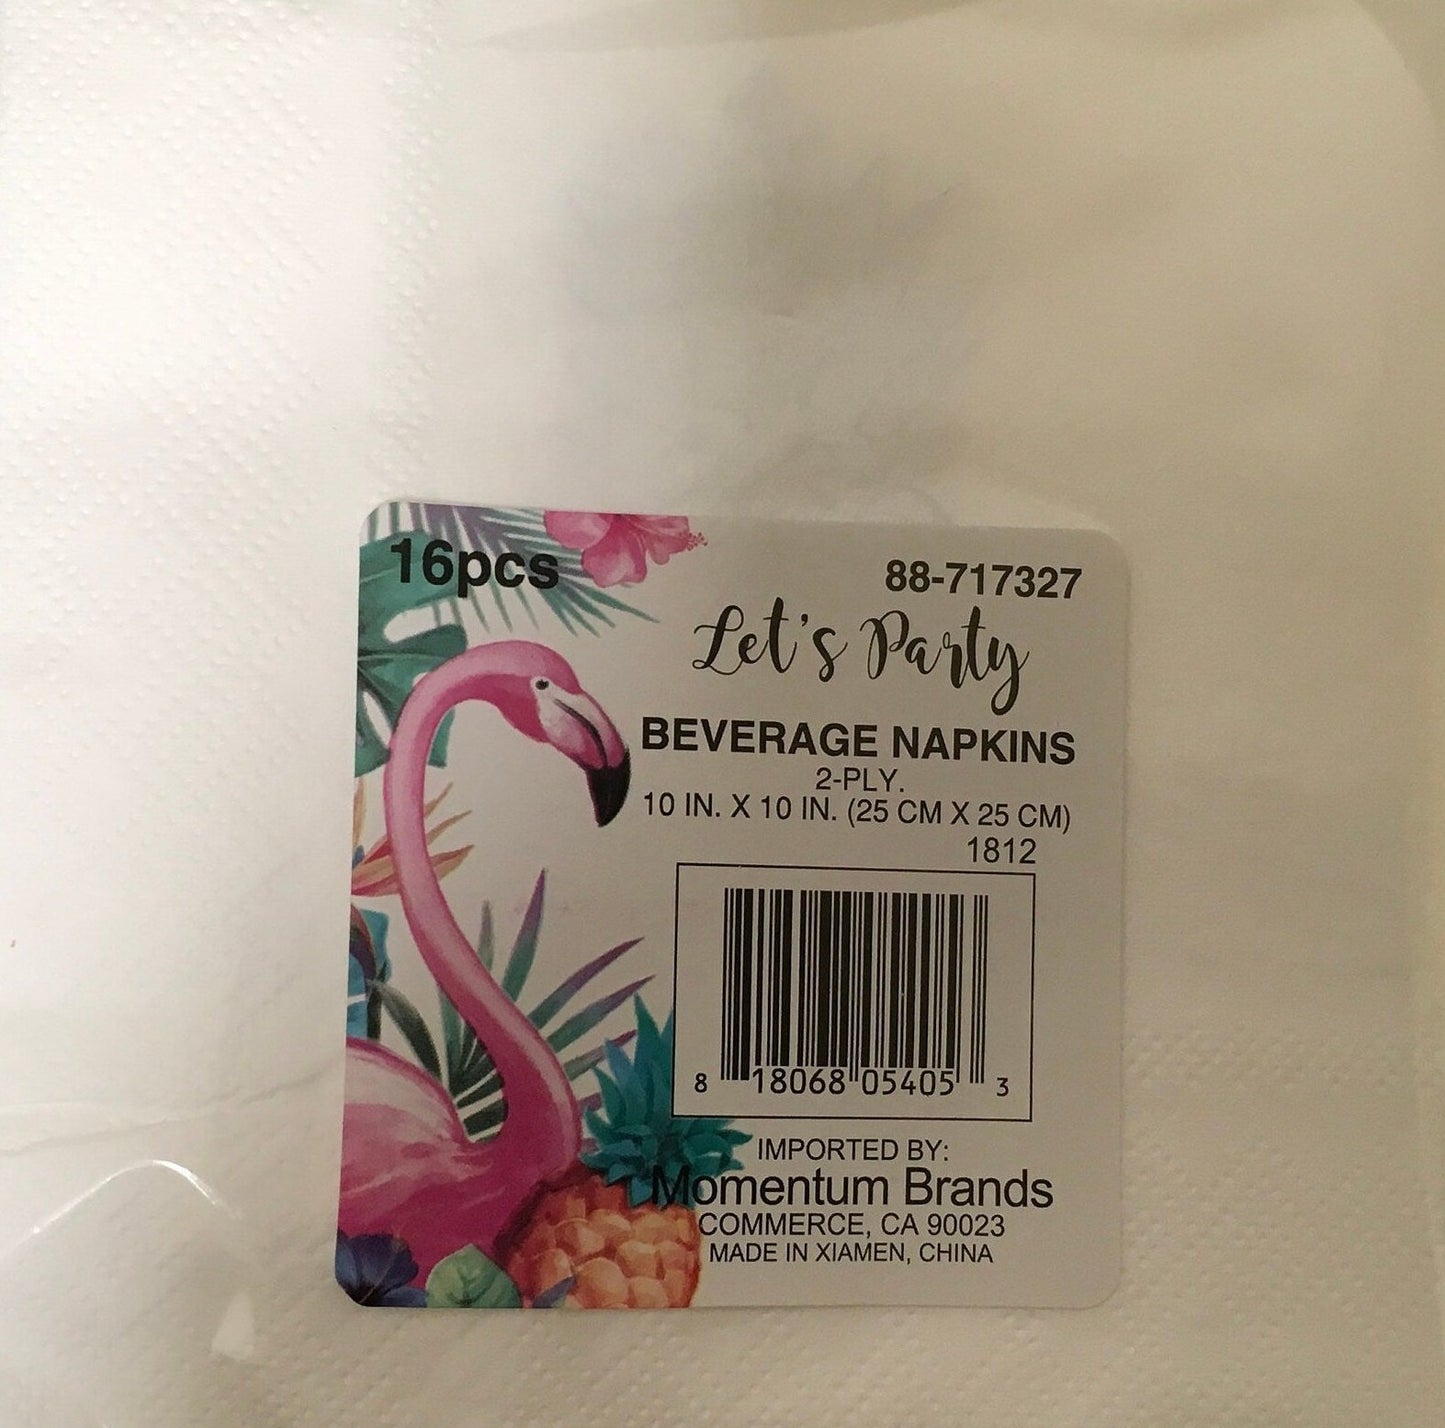 16pcs
88-717327
Let's Party
BEVERAGE NAPKINS
2-PLY.
10 IN. X 10 IN. (25 CM X 25 CM)
1812
8 18068 05405 3
IMPORTED BY:
Momentum Brands
COMMERCE, CA 90023
MADE IN XIAMEN, CHINA